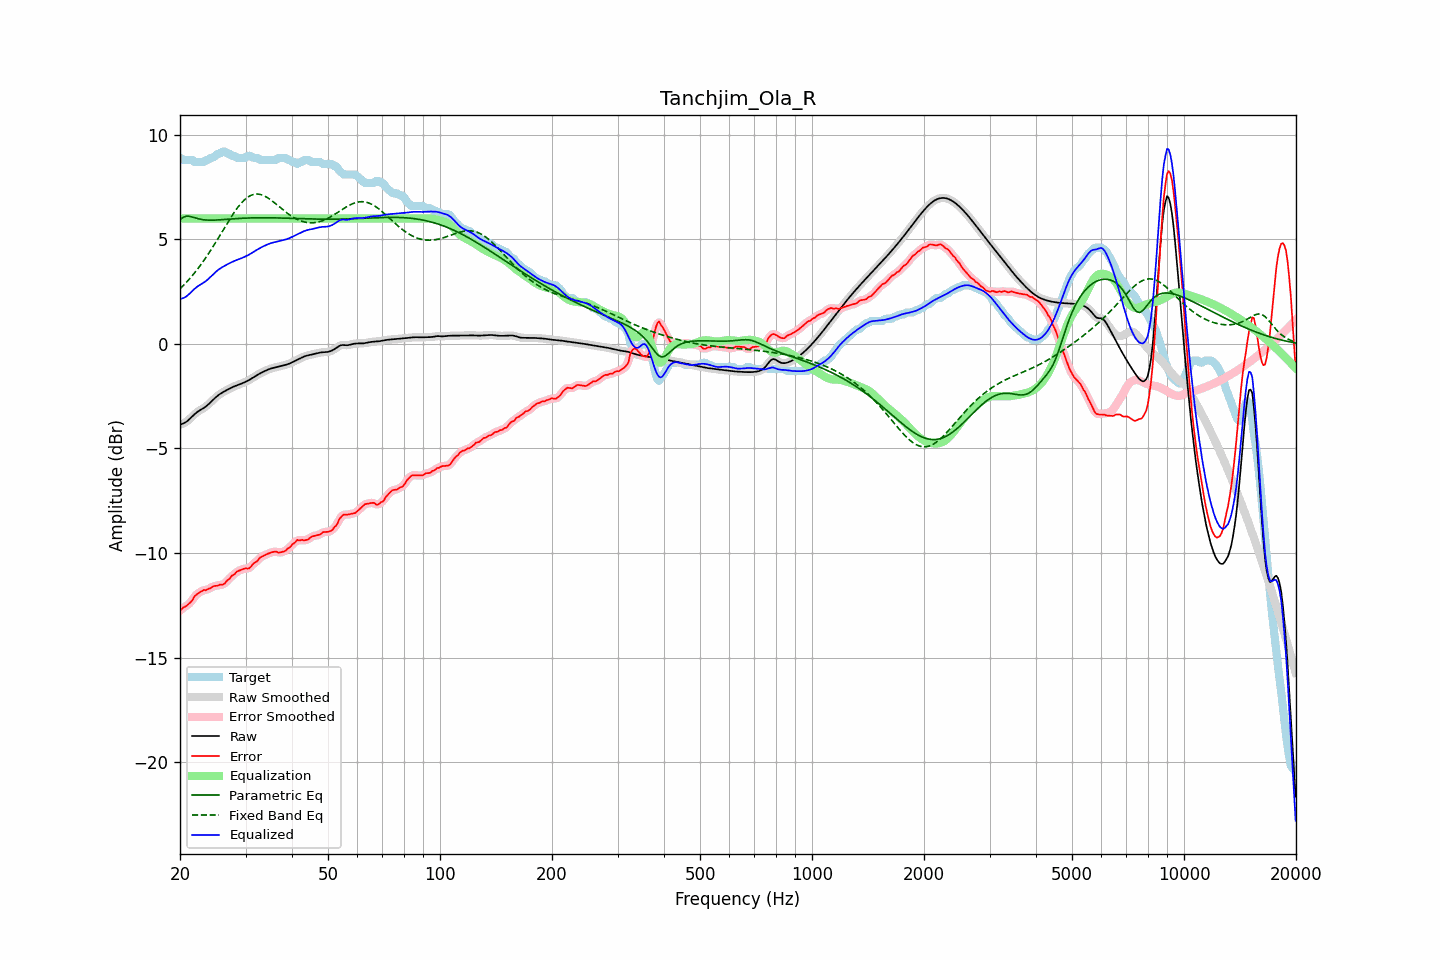 Tanchjim_Ola_R
Amplitude (dBr)
10
5
0
−5
−10
−15
−20
Target
Raw Smoothed
Error Smoothed
Raw
Error
Equalization
Parametric Eq
Fixed Band Eq
Equalized
20 50 100 200 500 1000 2000 5000 10000 20000
Frequency (Hz)